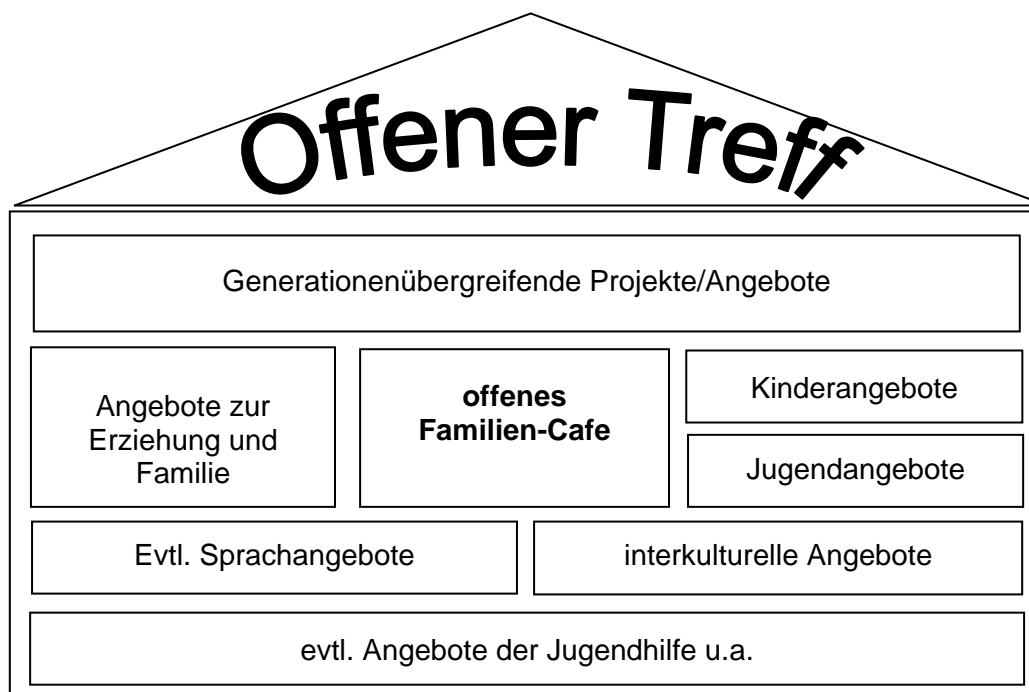 Offener Treff
Generationenübergreifende Projekte/Angebote
Angebote zur
Erziehung und
Familie
offenes
Familien-Cafe
Kinderangebote
Jugendangebote
Evtl. Sprachangebote
interkulturelle Angebote
evtl. Angebote der Jugendhilfe u.a.